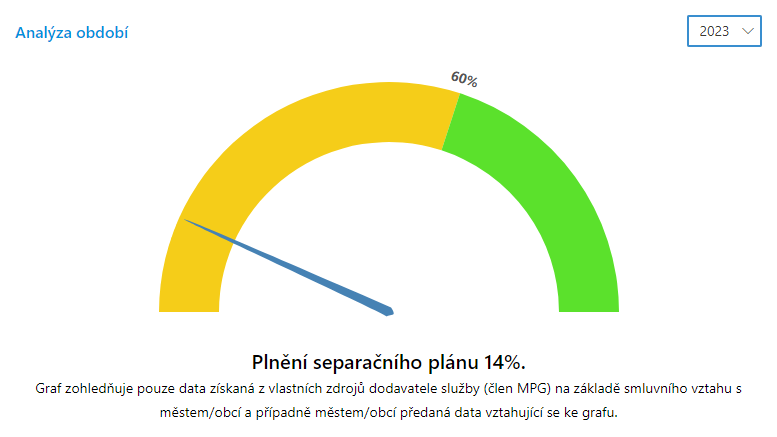 Analýza období
2023
60%
Plnění separačního plánu 14%.
Graf zohledňuje pouze data získaná z vlastních zdrojů dodavatele služby (člen MPG) na základě smluvního vztahu s
městem/obcí a případně městem/obcí předaná data vztahující se ke grafu.